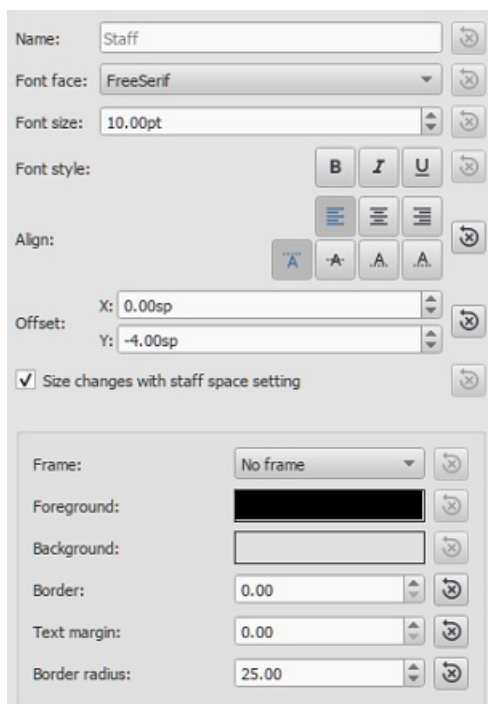 Name: Staff
Font face: FreeSerif
Font size: 10.00pt
Font style: B I U
Align:
A A A A
Offset: X: 0.00sp
Y: -4.00sp
Size changes with staff space setting
Frame: No frame
Foreground:
Background:
Border: 0.00
Text margin: 0.00
Border radius: 25.00